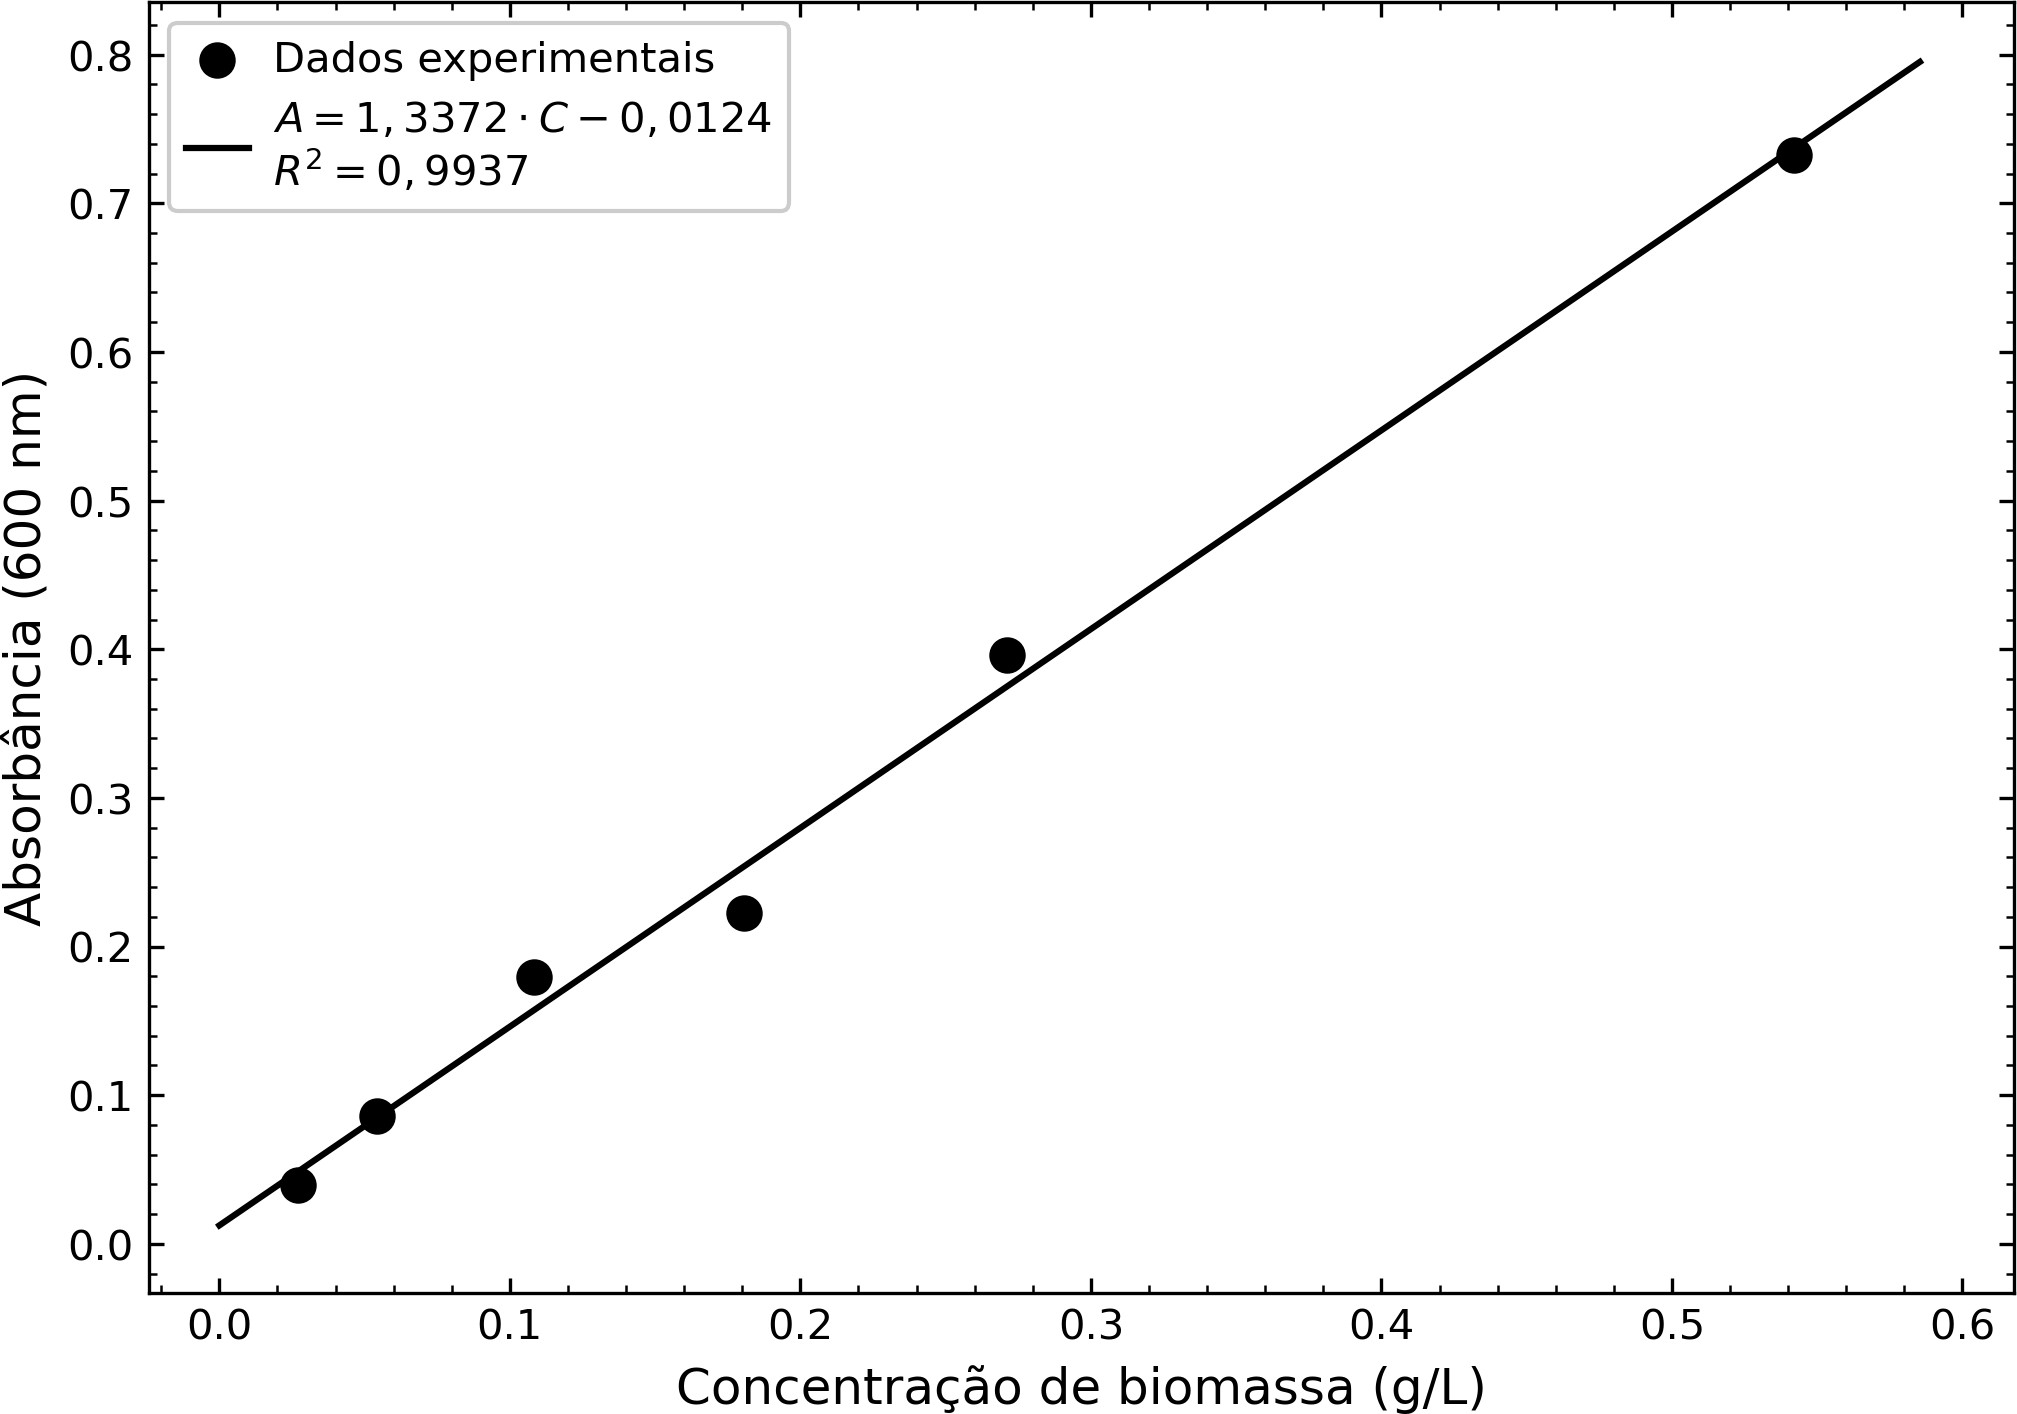 Dados experimentais
A = 1,3372 · C − 0,0124
R² = 0,9937
0.8
0.7
0.6
0.5
0.4
0.3
0.2
0.1
0.0
Absorbância (600 nm)
0.0 0.1 0.2 0.3 0.4 0.5 0.6
Concentração de biomassa (g/L)